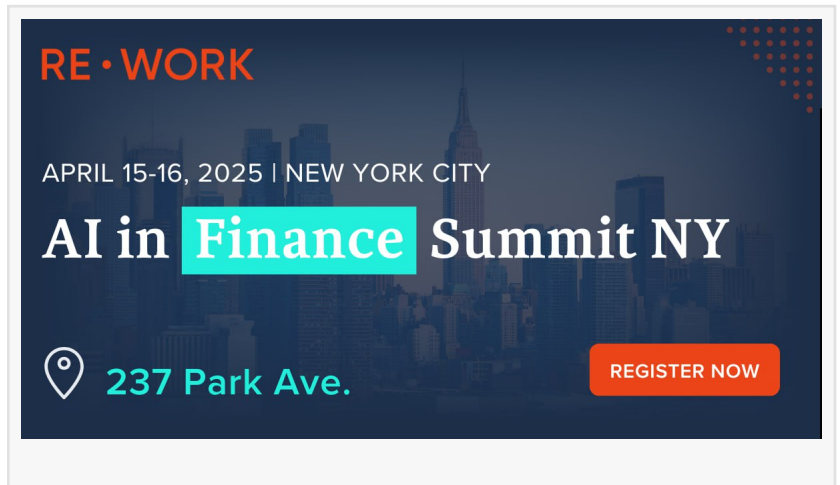 RE•WORK
APRIL 15-16, 2025 | NEW YORK CITY
AI in Finance Summit NY
237 Park Ave.
REGISTER NOW